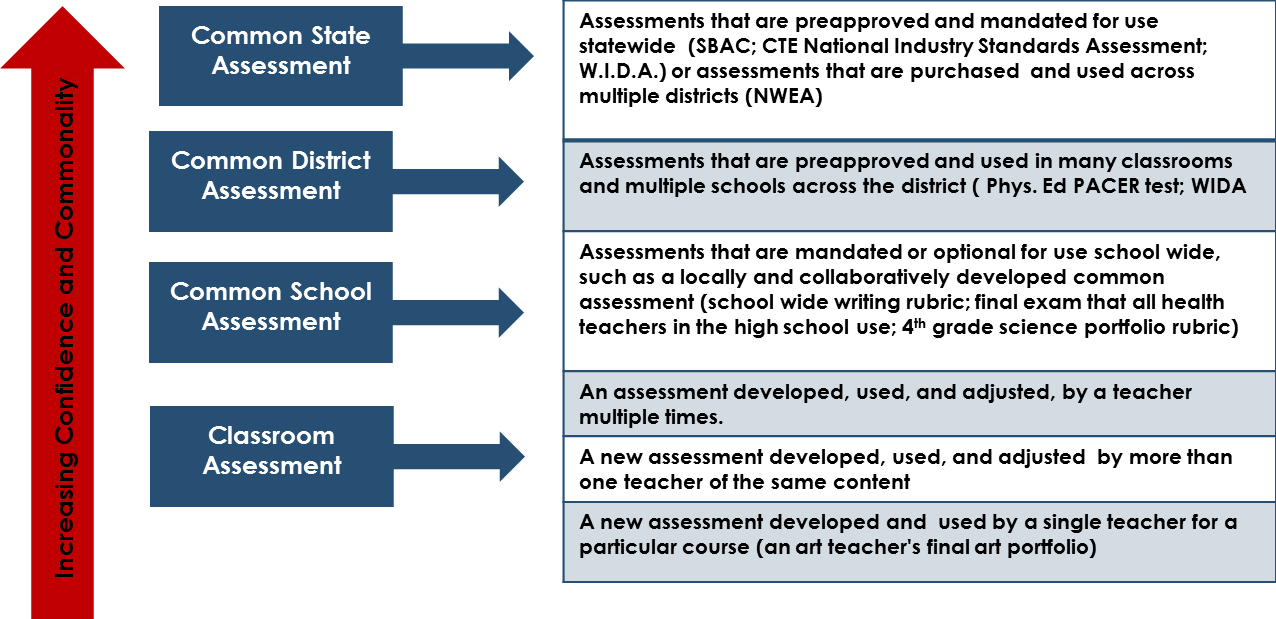 Increasing Confidence and Commonality
Common State
Assessment
Assessments that are preapproved and mandated for use
statewide (SBAC; CTE National Industry Standards Assessment;
W.I.D.A.) or assessments that are purchased and used across
multiple districts (NWEA)
Common District
Assessment
Assessments that are preapproved and used in many classrooms
and multiple schools across the district ( Phys. Ed PACER test; WIDA
Common School
Assessment
Assessments that are mandated or optional for use school wide,
such as a locally and collaboratively developed common
assessment (school wide writing rubric; final exam that all health
teachers in the high school use; 4th grade science portfolio rubric)
Classroom
Assessment
An assessment developed, used, and adjusted, by a teacher
multiple times.
A new assessment developed, used, and adjusted by more than
one teacher of the same content
A new assessment developed and used by a single teacher for a
particular course (an art teacher's final art portfolio)